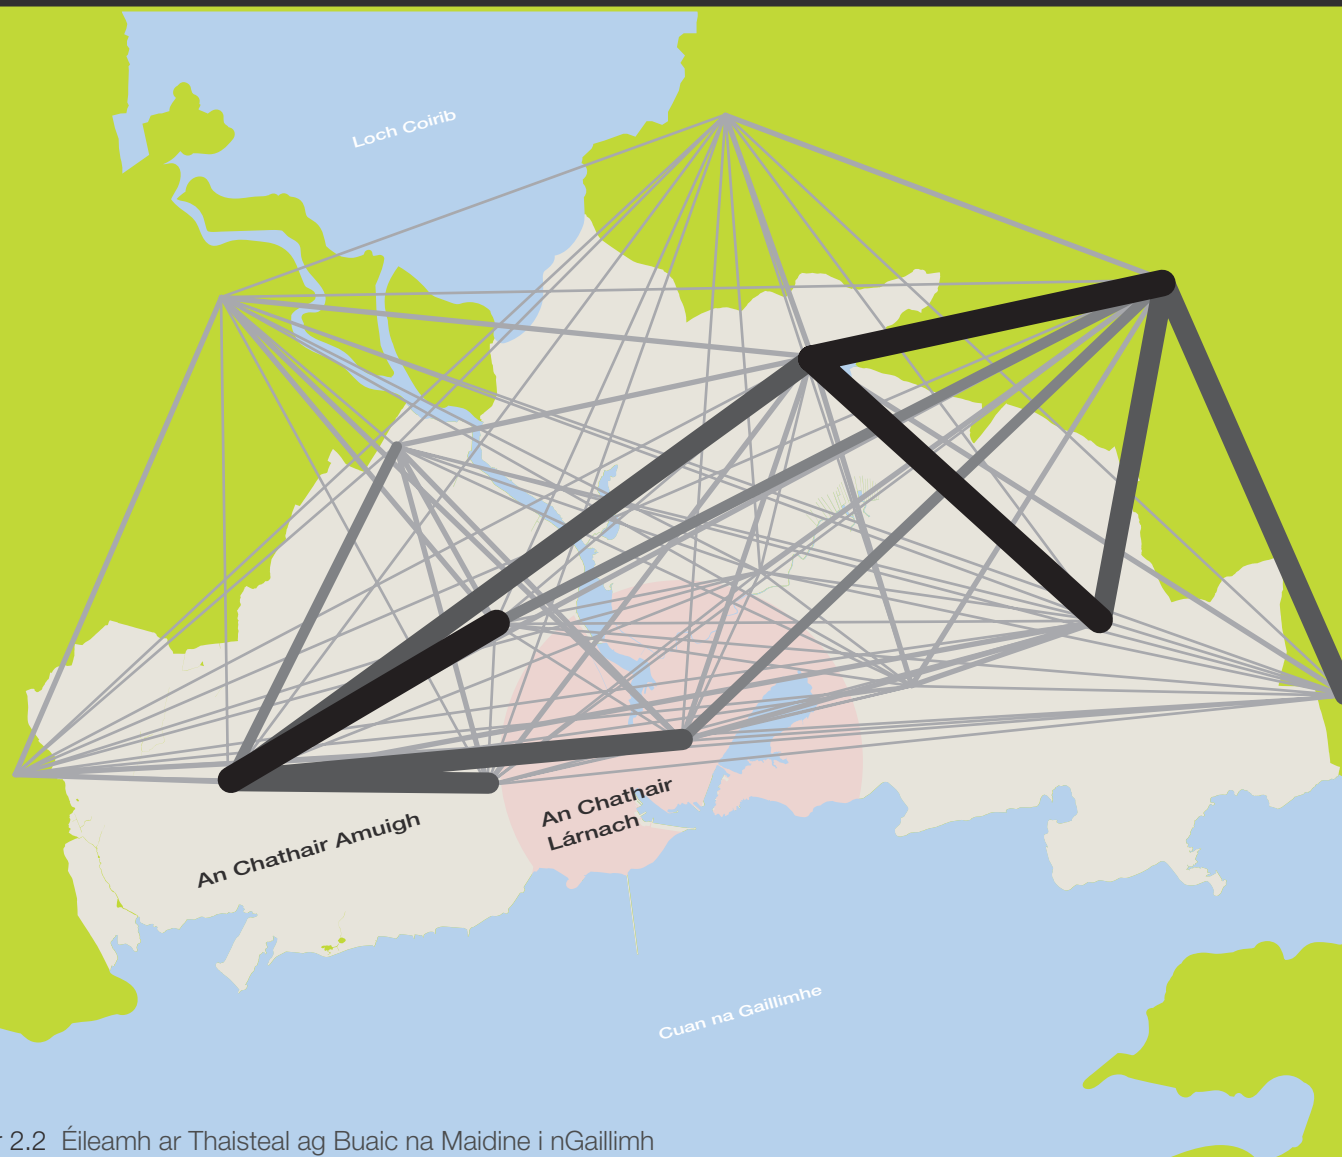 Loch Coirib
An Chathair
Lárnach
An Chathair Amuigh
Cuan na Gaillimhe
2.2 Éileamh ar Thaisteal ag Buaic na Maidine i nGaillimh